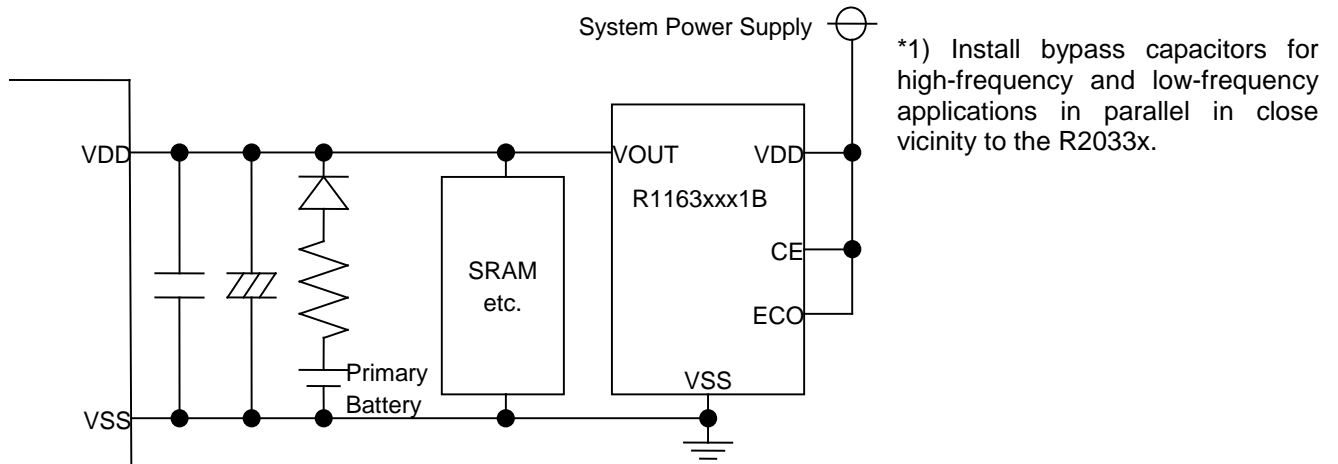 System Power Supply
*1) Install bypass capacitors for
high-frequency and low-frequency
applications in parallel in close
vicinity to the R2033x.
VDD
VOUT
VDD
R1163xxx1B
CE
SRAM
etc.
ECO
Primary
Battery
VSS
VSS